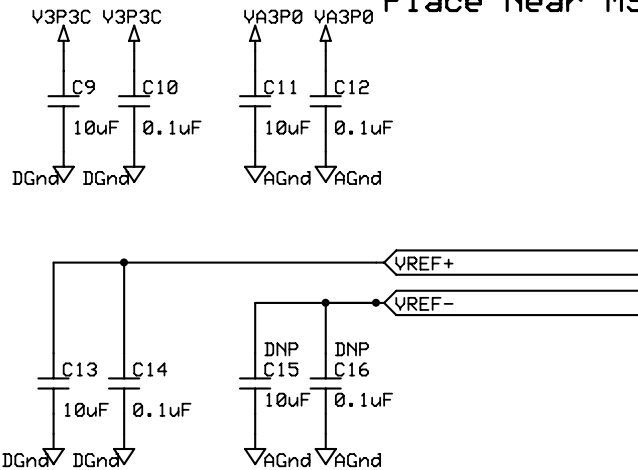 Place Near MS
V3P3C V3P3C VA3P0 VA3P0
C9 C10 C11 C12
10uF 0.1uF 10uF 0.1uF
DGnd DGnd AGnd AGnd
VREF+
VREF-
DNP DNP
C13 C14 C15 C16
10uF 0.1uF 10uF 0.1uF
DGnd DGnd AGnd AGnd